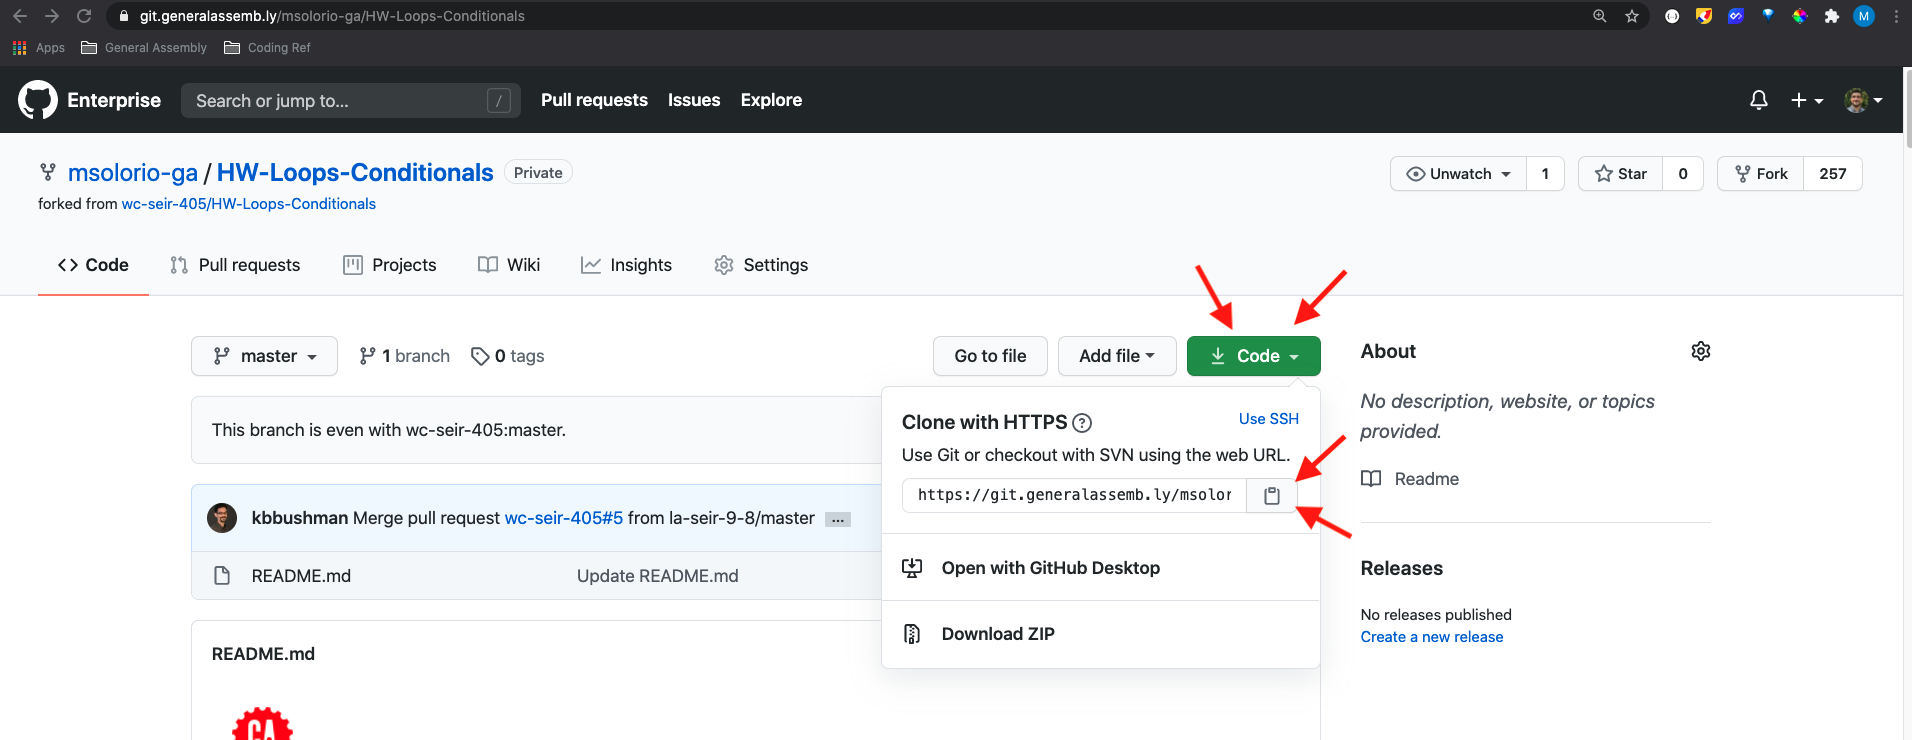 git.generalassemb.ly/msolorio-ga/HW-Loops-Conditionals
M
Apps General Assembly Coding Ref
Enterprise Search or jump to... / Pull requests Issues Explore
msolorio-ga / HW-Loops-Conditionals Private
Unwatch 1 Star 0 Fork 257
forked from wc-seir-405/HW-Loops-Conditionals
Code Pull requests Projects Wiki Insights Settings
master 1 branch 0 tags Go to file Add file Code
About
No description, website, or topics
provided.
Readme
Releases
No releases published
Create a new release
Clone with HTTPS ? Use SSH
Use Git or checkout with SVN using the web URL.
https://git.generalassemb.ly/msolor
Open with GitHub Desktop
Download ZIP
This branch is even with wc-seir-405:master.
kbbushman Merge pull request wc-seir-405#5 from la-seir-9-8/master ...
README.md Update README.md
README.md
GA